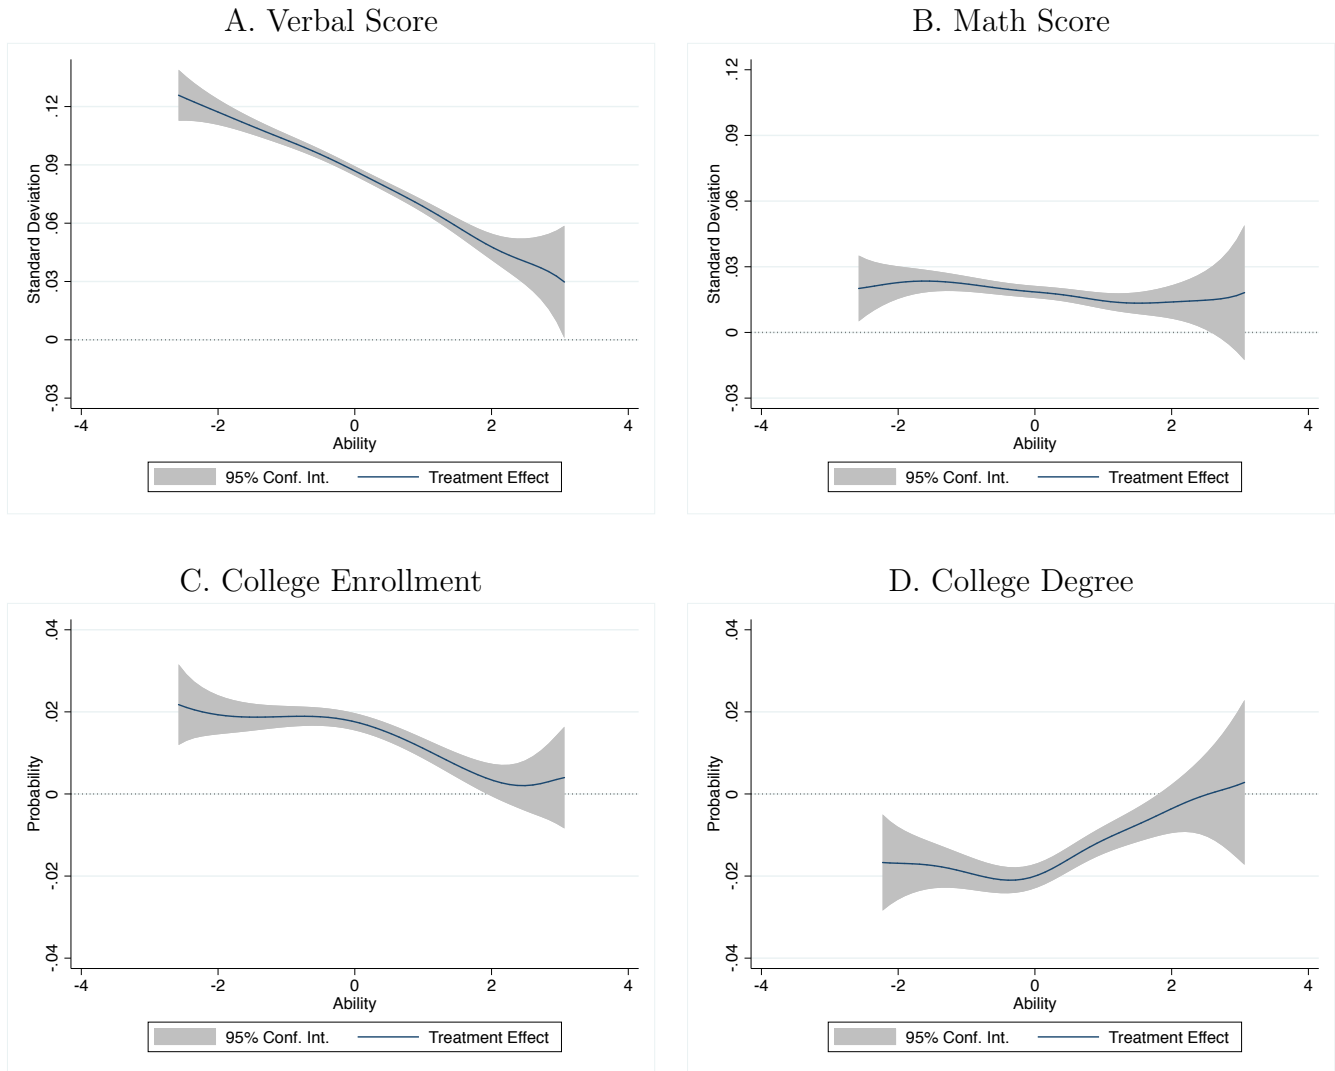 A. Verbal Score
Standard Deviation
.12
.09
.06
.03
0
-.03
-4 -2 0 2 4
Ability
95% Conf. Int. Treatment Effect
B. Math Score
Standard Deviation
.12
.09
.06
.03
0
-.03
-4 -2 0 2 4
Ability
95% Conf. Int. Treatment Effect
C. College Enrollment
Probability
.04
.02
0
-.02
-.04
-4 -2 0 2 4
Ability
95% Conf. Int. Treatment Effect
D. College Degree
Probability
.04
.02
0
-.02
-.04
-4 -2 0 2 4
Ability
95% Conf. Int. Treatment Effect